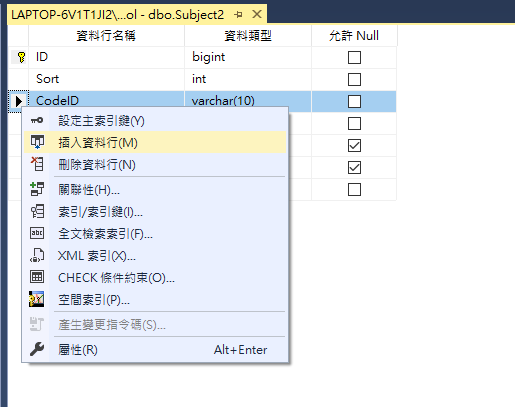 LAPTOP-6V1T1JI2\...ol - dbo.Subject2
資料行名稱 資料類型 允許 Null
ID bigint
Sort int
CodeID varchar(10)
設定主索引鍵(Y)
插入資料行(M)
刪除資料行(N)
關聯性(H)...
索引/索引鍵(I)...
全文檢索索引(F)...
XML 索引(X)...
CHECK 條件約束(O)...
空間索引(P)...
產生變更指令碼(S)...
屬性(R) Alt+Enter